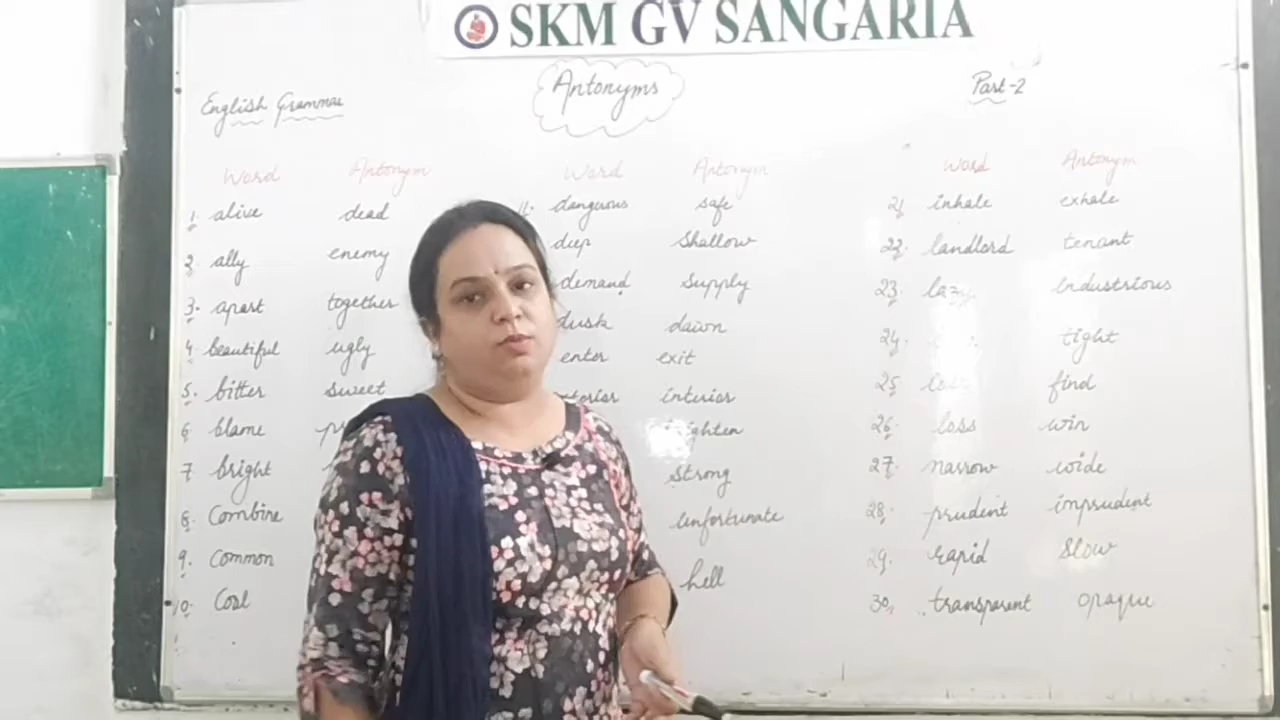 SKM GV SANGARIA
English Grammar Antonyms Part-2
Word Antonym Word Antonym Word Antonym
1. alive dead 11. dangerous safe 21 inhale exhale
2. ally enemy deep Shallow 22. landlord tenant
3. apart together demand Supply 23. lazy industrious
4 beautiful ugly dusk dawn 24. tight
5. bitter sweet enter exit 25 find
6 blame interior 26. loss win
7 bright 27. narrow wide
8. Combine Strong 28. prudent imprudent
9. Common Unfortunate 29. rapid Slow
10. Cool hell 30. transparent opaque